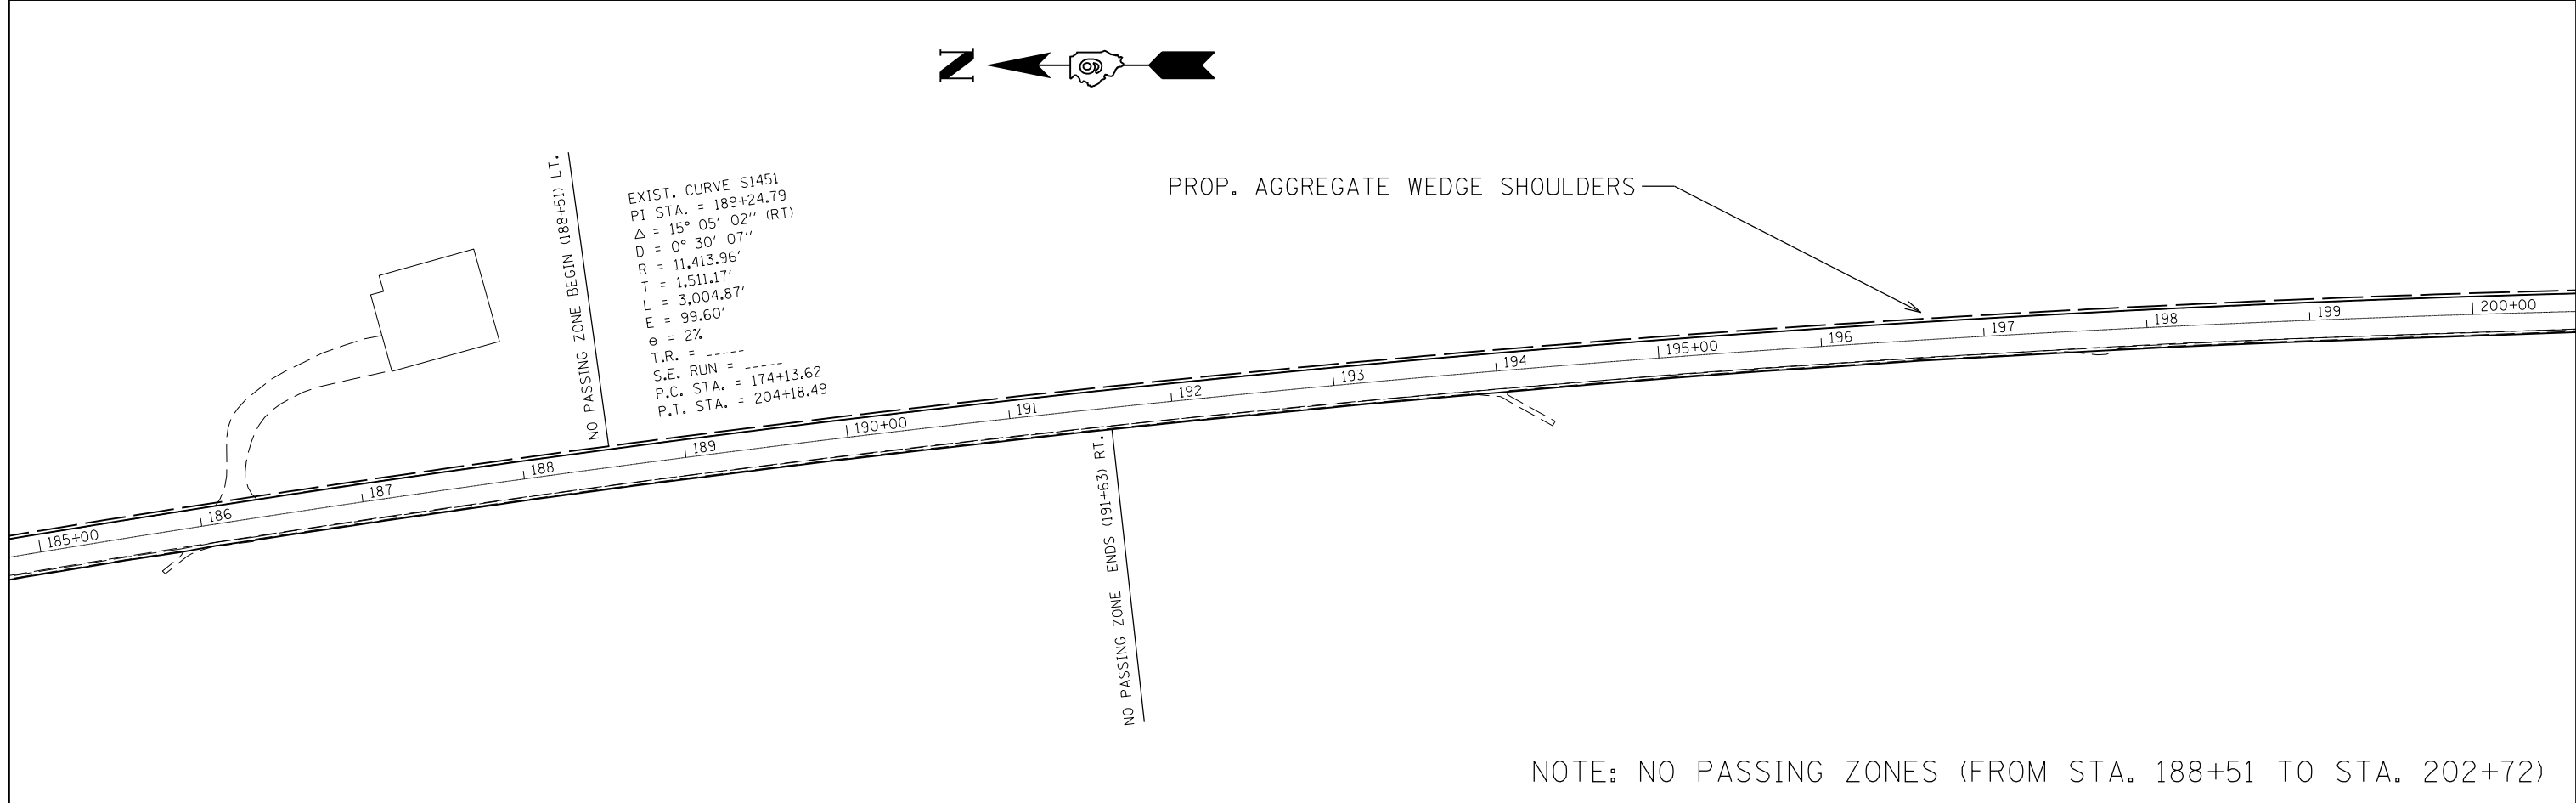 N
9
NO PASSING ZONE BEGIN (188+51) LT.
EXIST. CURVE S1451
PI STA. = 189+24.79
Δ = 15° 05' 02" (RT)
D = 0° 30' 07"
R = 11,413.96'
T = 1,511.17'
L = 3,004.87'
E = 99.60'
e = 2%
T.R. = -----
S.E. RUN = -----
P.C. STA. = 174+13.62
P.T. STA. = 204+18.49
PROP. AGGREGATE WEDGE SHOULDERS
185+00
186
187
188
189
190+00
191
192
193
194
195+00
196
197
198
199
200+00
NO PASSING ZONE ENDS (191+63) RT.
NOTE: NO PASSING ZONES (FROM STA. 188+51 TO STA. 202+72)